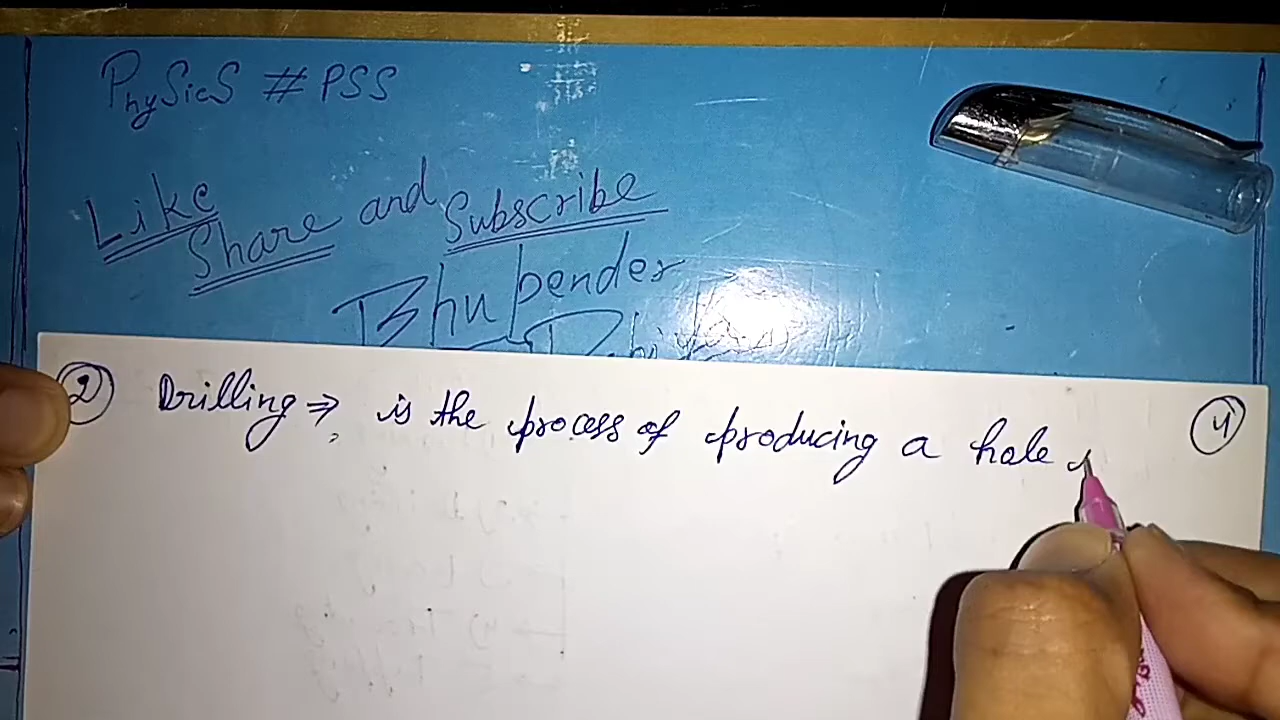 PhySicS # PSS
Like
Share and Subscribe
Bhupender
② Drilling ⇒ is the process of producing a hole
④